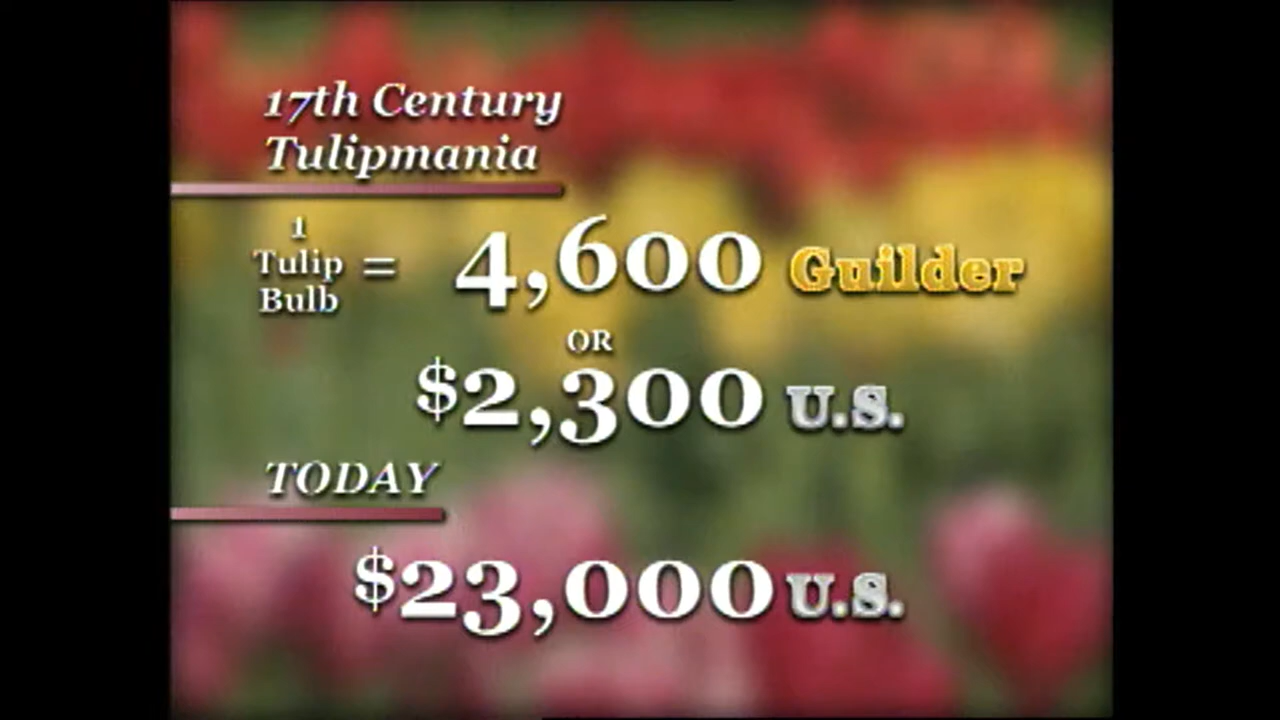 17th Century
Tulipmania
1
Tulip
Bulb
= 4,600 Guilder
OR
$2,300 U.S.
TODAY
$23,000 U.S.